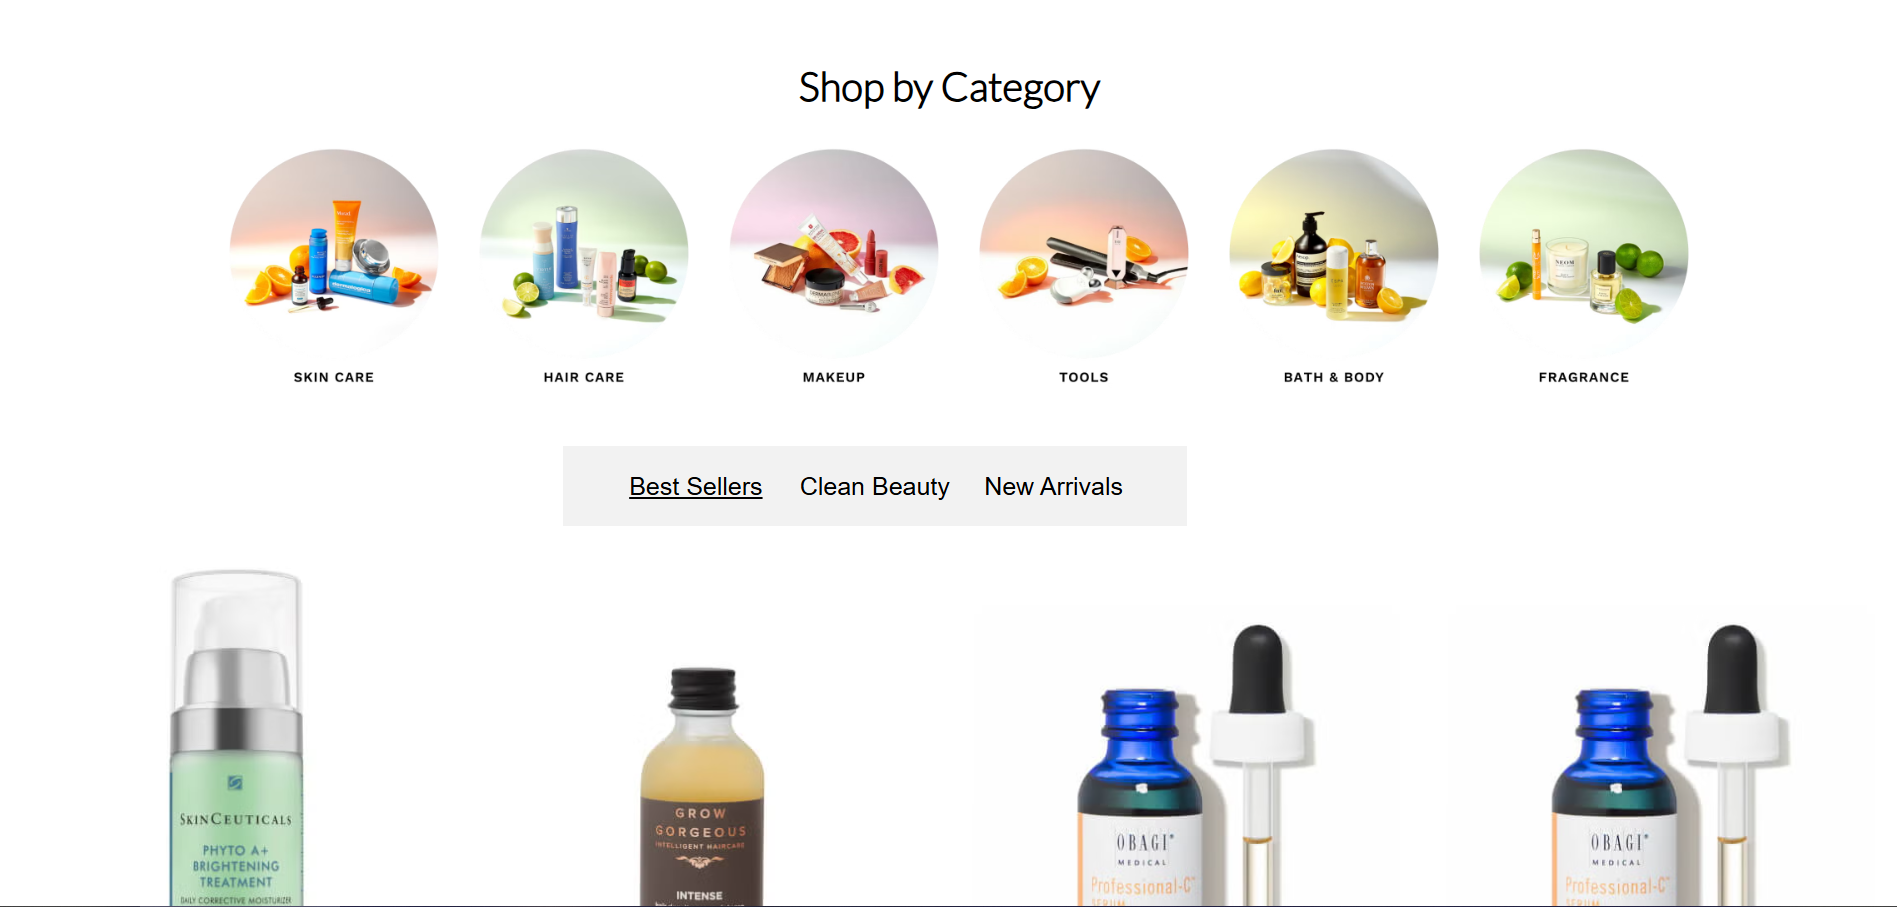 Shop by Category
SKIN CARE
HAIR CARE
MAKEUP
TOOLS
BATH & BODY
FRAGRANCE
Best Sellers Clean Beauty New Arrivals
SKINCEUTICALS
PHYTO A+
BRIGHTENING
TREATMENT
DAILY CORRECTIVE MOISTURIZER
GROW
GORGEOUS
INTELLIGENT HAIRCARE
INTENSE
OBAGI®
MEDICAL
Professional-C™
SERUM
OBAGI®
MEDICAL
Professional-C™
SERUM